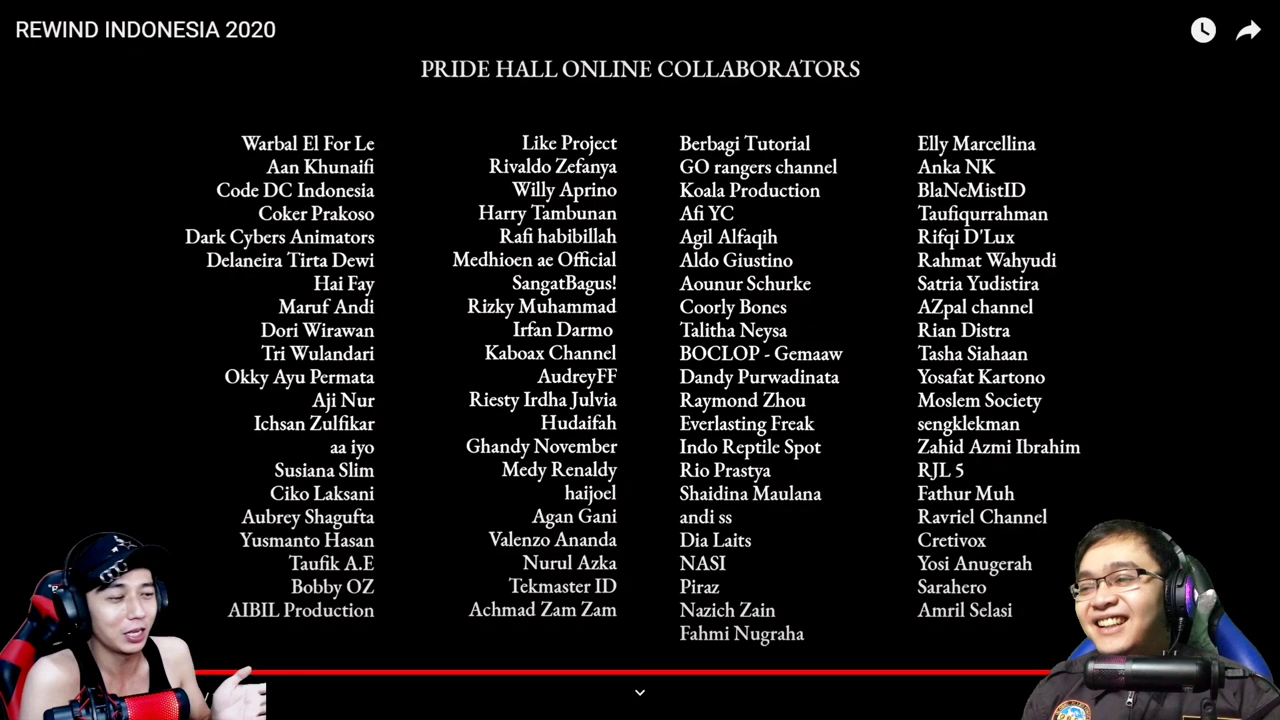 REWIND INDONESIA 2020
PRIDE HALL ONLINE COLLABORATORS
Warbal El For Le
Aan Khunaifi
Code DC Indonesia
Coker Prakoso
Dark Cybers Animators
Delaneira Tirta Dewi
Hai Fay
Maruf Andi
Dori Wirawan
Tri Wulandari
Okky Ayu Permata
Aji Nur
Ichsan Zulfikar
aa iyo
Susiana Slim
Ciko Laksani
Aubrey Shagufta
Yusmanto Hasan
Taufik A.E
Bobby OZ
AIBIL Production
Like Project
Rivaldo Zefanya
Willy Aprino
Harry Tambunan
Rafi habibillah
Medhioen ae Official
SangatBagus!
Rizky Muhammad
Irfan Darmo
Kaboax Channel
AudreyFF
Riesty Irdha Julvia
Hudaifah
Ghandy November
Medy Renaldy
haijoel
Agan Gani
Valenzo Ananda
Nurul Azka
Tekmaster ID
Achmad Zam Zam
Berbagi Tutorial
GO rangers channel
Koala Production
Afi YC
Agil Alfaqih
Aldo Giustino
Aounur Schurke
Coorly Bones
Talitha Neysa
BOCLOP - Gemaaw
Dandy Purwadinata
Raymond Zhou
Everlasting Freak
Indo Reptile Spot
Rio Prastya
Shaidina Maulana
andi ss
Dia Laits
NASI
Piraz
Nazich Zain
Fahmi Nugraha
Elly Marcellina
Anka NK
BlaNeMistID
Taufiqurrahman
Rifqi D'Lux
Rahmat Wahyudi
Satria Yudistira
AZpal channel
Rian Distra
Tasha Siahaan
Yosafat Kartono
Moslem Society
sengklekman
Zahid Azmi Ibrahim
RJL 5
Fathur Muh
Ravriel Channel
Cretivox
Yosi Anugerah
Sarahero
Amril Selasi